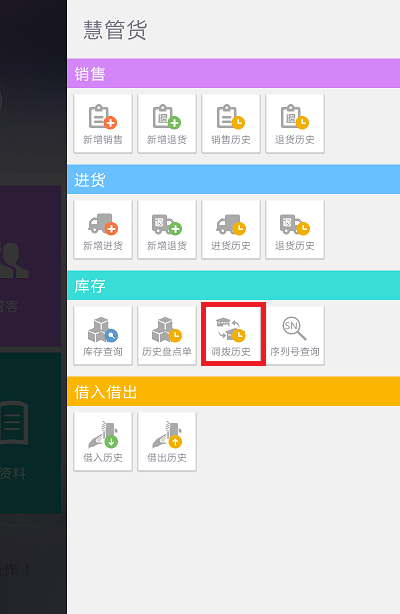 慧管货
销售
新增销售 新增退货 销售历史 退货历史
进货
新增进货 新增退货 进货历史 退货历史
库存
库存查询 历史盘点单 调拨历史 序列号查询
SN
借入借出
借入历史 借出历史
客
资料
作！